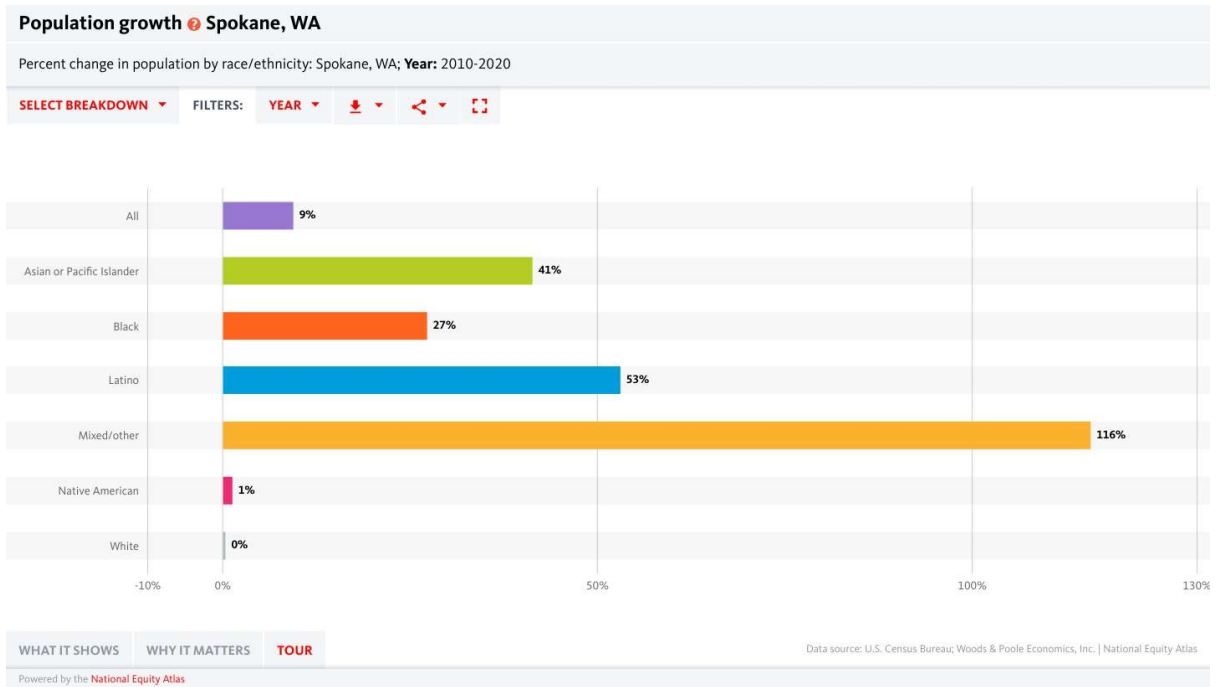 Population growth ? Spokane, WA
Percent change in population by race/ethnicity: Spokane, WA; Year: 2010-2020
SELECT BREAKDOWN FILTERS: YEAR
All 9%
Asian or Pacific Islander 41%
Black 27%
Latino 53%
Mixed/other 116%
Native American 1%
White 0%
-10% 0% 50% 100% 130%
WHAT IT SHOWS WHY IT MATTERS TOUR Data source: U.S. Census Bureau; Woods & Poole Economics, Inc. | National Equity Atlas
Powered by the National Equity Atlas